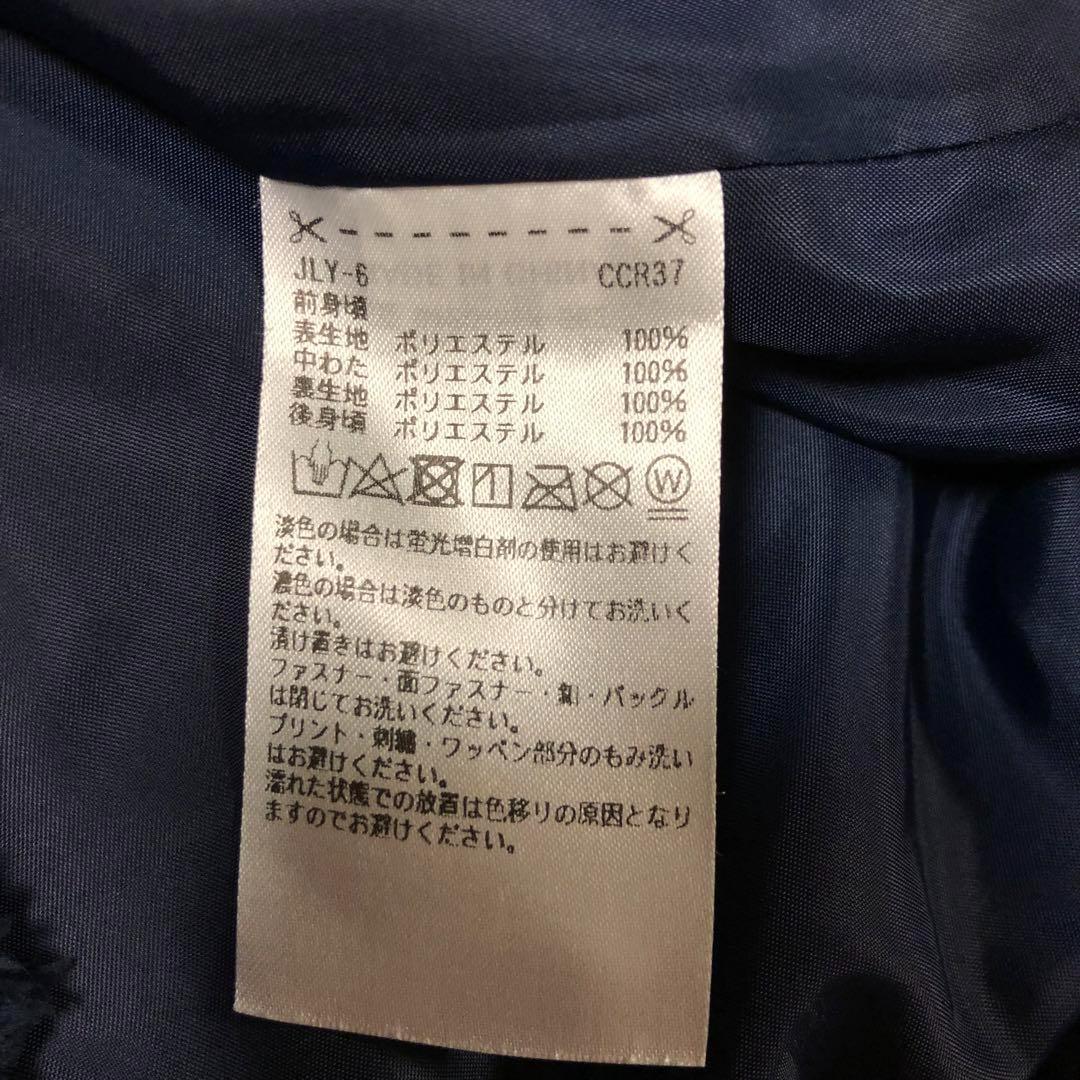 JLY-6 CCR37
前身頃
表生地 ポリエステル 100%
中わた ポリエステル 100%
裏生地 ポリエステル 100%
後身頃 ポリエステル 100%
W
淡色の場合は蛍光増白剤の使用はお避けく
ださい。
濃色の場合は淡色のものと分けてお洗いく
ださい。
漬け置きはお避けください。
ファスナー・面ファスナー・釦・バックル
は閉じてお洗いください。
プリント・刺繍・ワッペン部分のもみ洗い
はお避けください。
濡れた状態での放置は色移りの原因となり
ますのでお避けください。